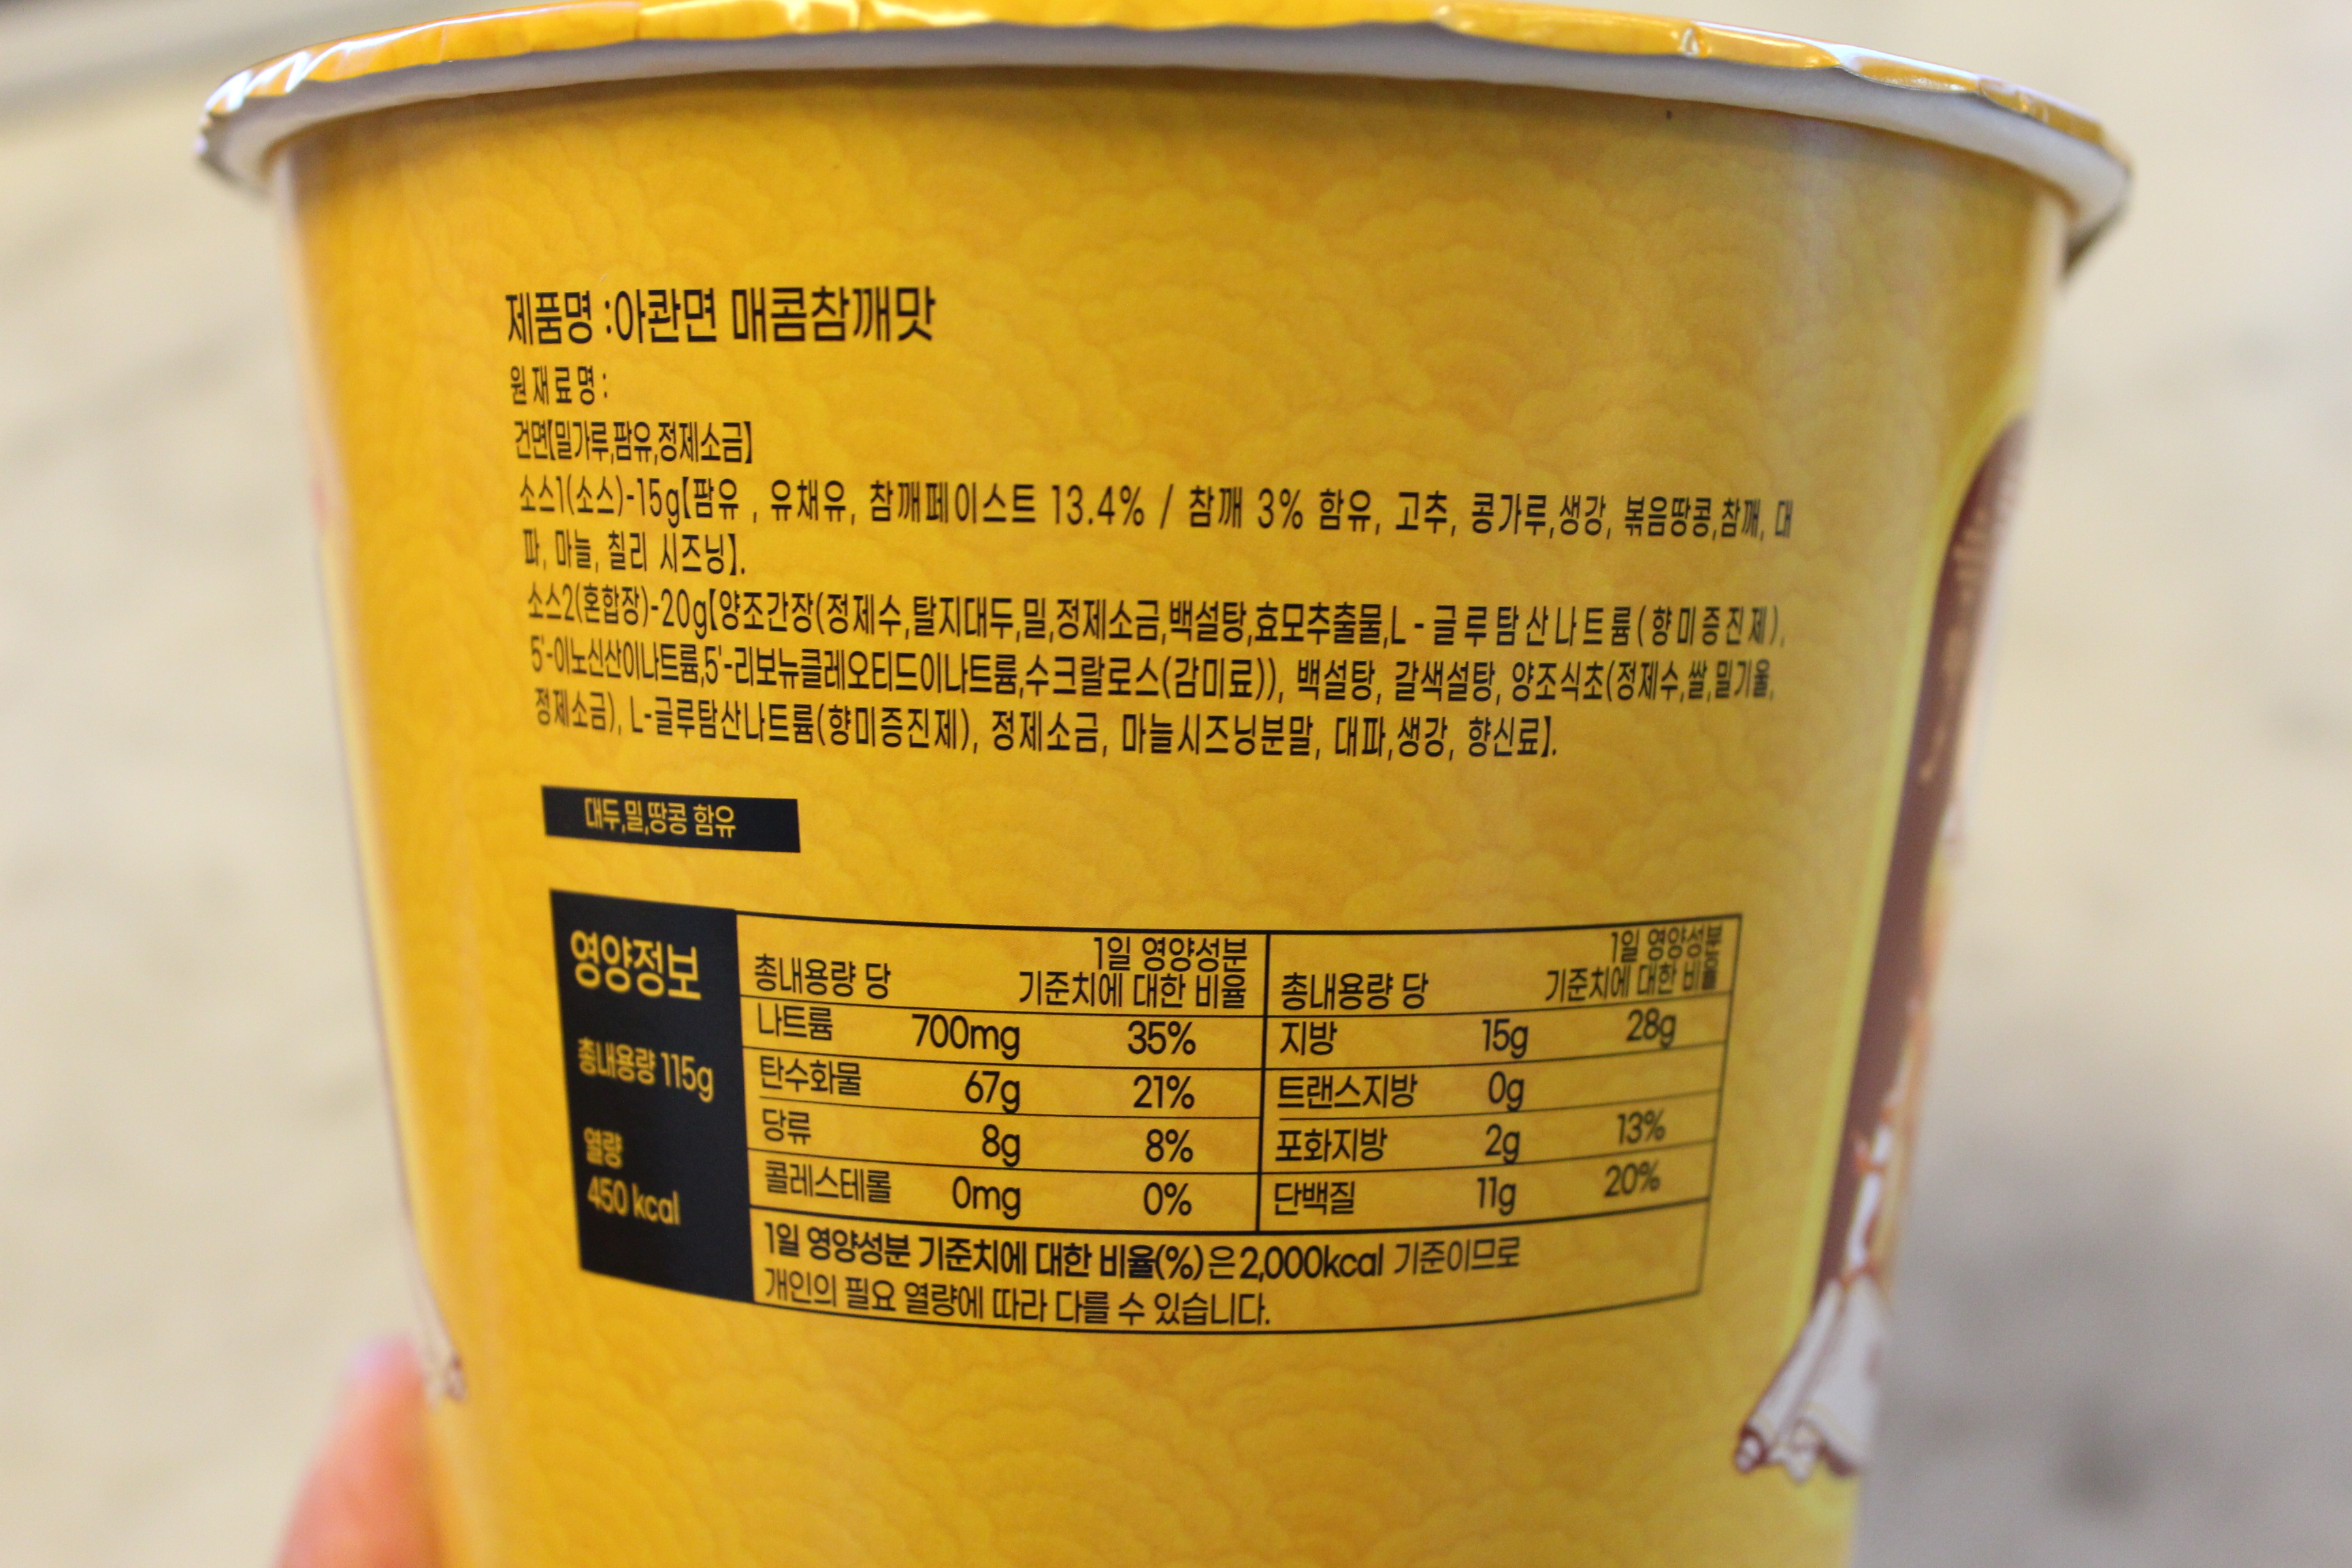 제품명 :아콴면 매콤참깨맛
원재료명:
건면【밀가루,팜유,정제소금】
소스1(소스)-15g【팜유 , 유채유, 참깨페이스트 13.4% / 참깨 3% 함유, 고추, 콩가루,생강, 볶음땅콩,참깨, 대
파, 마늘, 칠리 시즈닝】.
소스2(혼합장)-20g【양조간장(정제수,탈지대두,밀,정제소금,백설탕,효모추출물,L-글루탐산나트륨(향미증진제),
5'-이노신산이나트륨,5'-리보뉴클레오티드이나트륨,수크랄로스(감미료)), 백설탕, 갈색설탕, 양조식초(정제수,쌀,밀기울,
정제소금), L-글루탐산나트륨(향미증진제), 정제소금, 마늘시즈닝분말, 대파,생강, 향신료】.
대두,밀,땅콩 함유
영양정보
총내용량 115g
열량
450 kcal
총내용량 당 1일 영양성분 기준치에 대한 비율 총내용량 당 1일 영양성분 기준치에 대한 비율
나트륨 700mg 35% 지방 15g 28g
탄수화물 67g 21% 트랜스지방 0g
당류 8g 8% 포화지방 2g 13%
콜레스테롤 0mg 0% 단백질 11g 20%
1일 영양성분 기준치에 대한 비율(%)은2,000kcal 기준이므로
개인의 필요 열량에 따라 다를 수 있습니다.